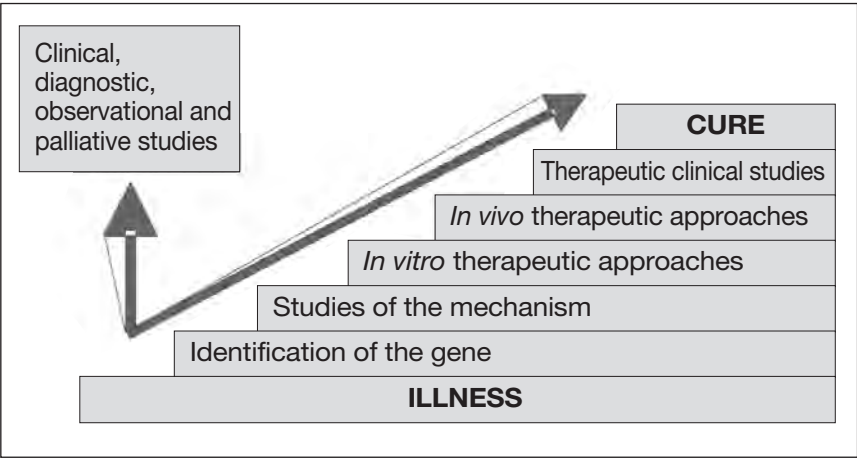 Clinical,
diagnostic,
observational and
palliative studies
CURE
Therapeutic clinical studies
In vivo therapeutic approaches
In vitro therapeutic approaches
Studies of the mechanism
Identification of the gene
ILLNESS